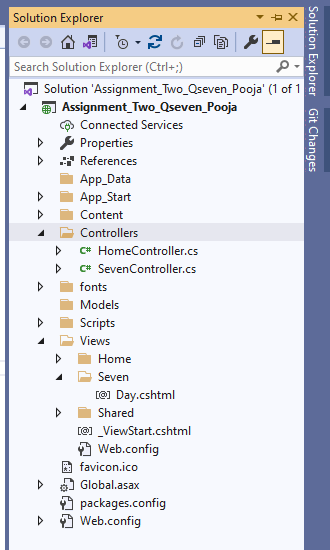 Solution Explorer
Search Solution Explorer (Ctrl+;)
Solution 'Assignment_Two_Qseven_Pooja' (1 of 1
Assignment_Two_Qseven_Pooja
Connected Services
Properties
References
App_Data
App_Start
Content
Controllers
C# HomeController.cs
C# SevenController.cs
fonts
Models
Scripts
Views
Home
Seven
[@] Day.cshtml
Shared
[@] _ViewStart.cshtml
Web.config
favicon.ico
Global.asax
packages.config
Web.config
Solution Explorer
Git Changes